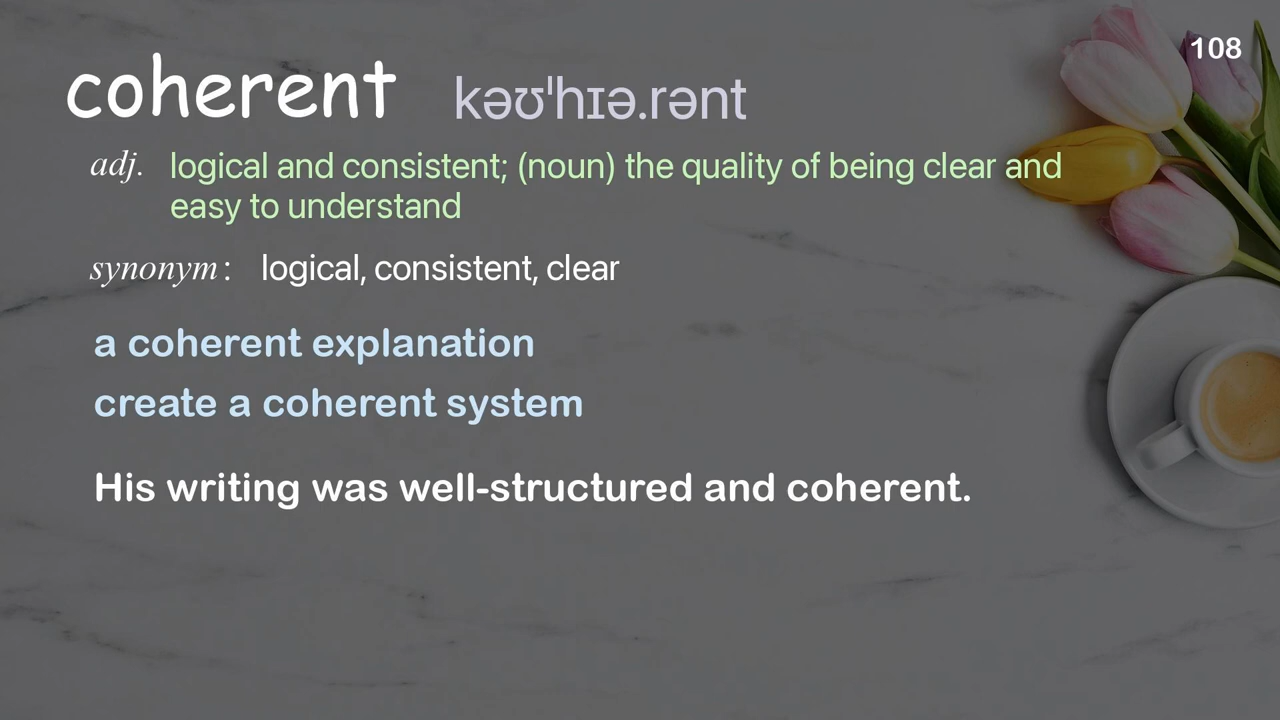 108
coherent kəʊˈhɪə.rənt
adj. logical and consistent; (noun) the quality of being clear and
easy to understand
synonym: logical, consistent, clear
a coherent explanation
create a coherent system
His writing was well-structured and coherent.